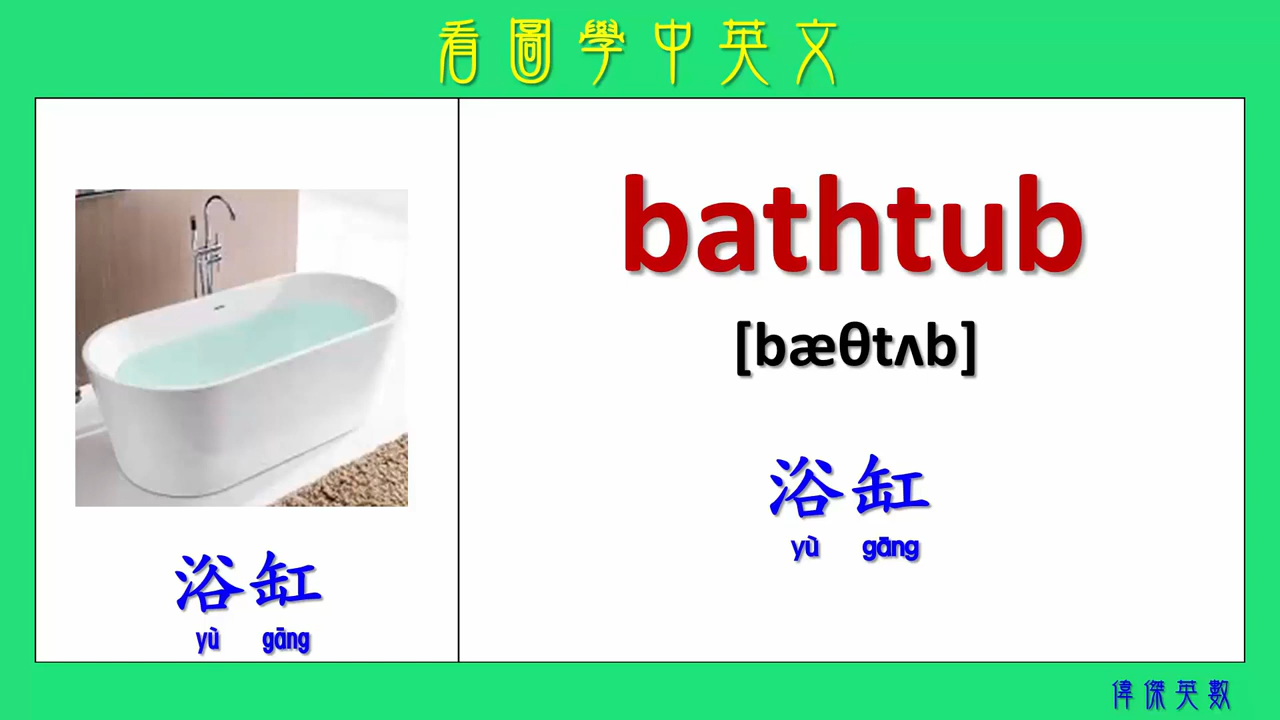 看圖學中英文
浴缸
yù gāng
bathtub
[bæθtʌb]
浴缸
yù gāng
偉傑英數